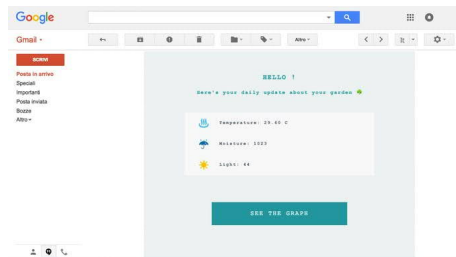 Google
Gmail
Altro
SCRIVI
Posta in arrivo
Speciali
Importanti
Posta inviata
Bozze
Altro
HELLO !
Here's your daily update about your garden
Temperature: 29.60 C
Moisture: 1023
Light: 44
SEE THE GRAPH